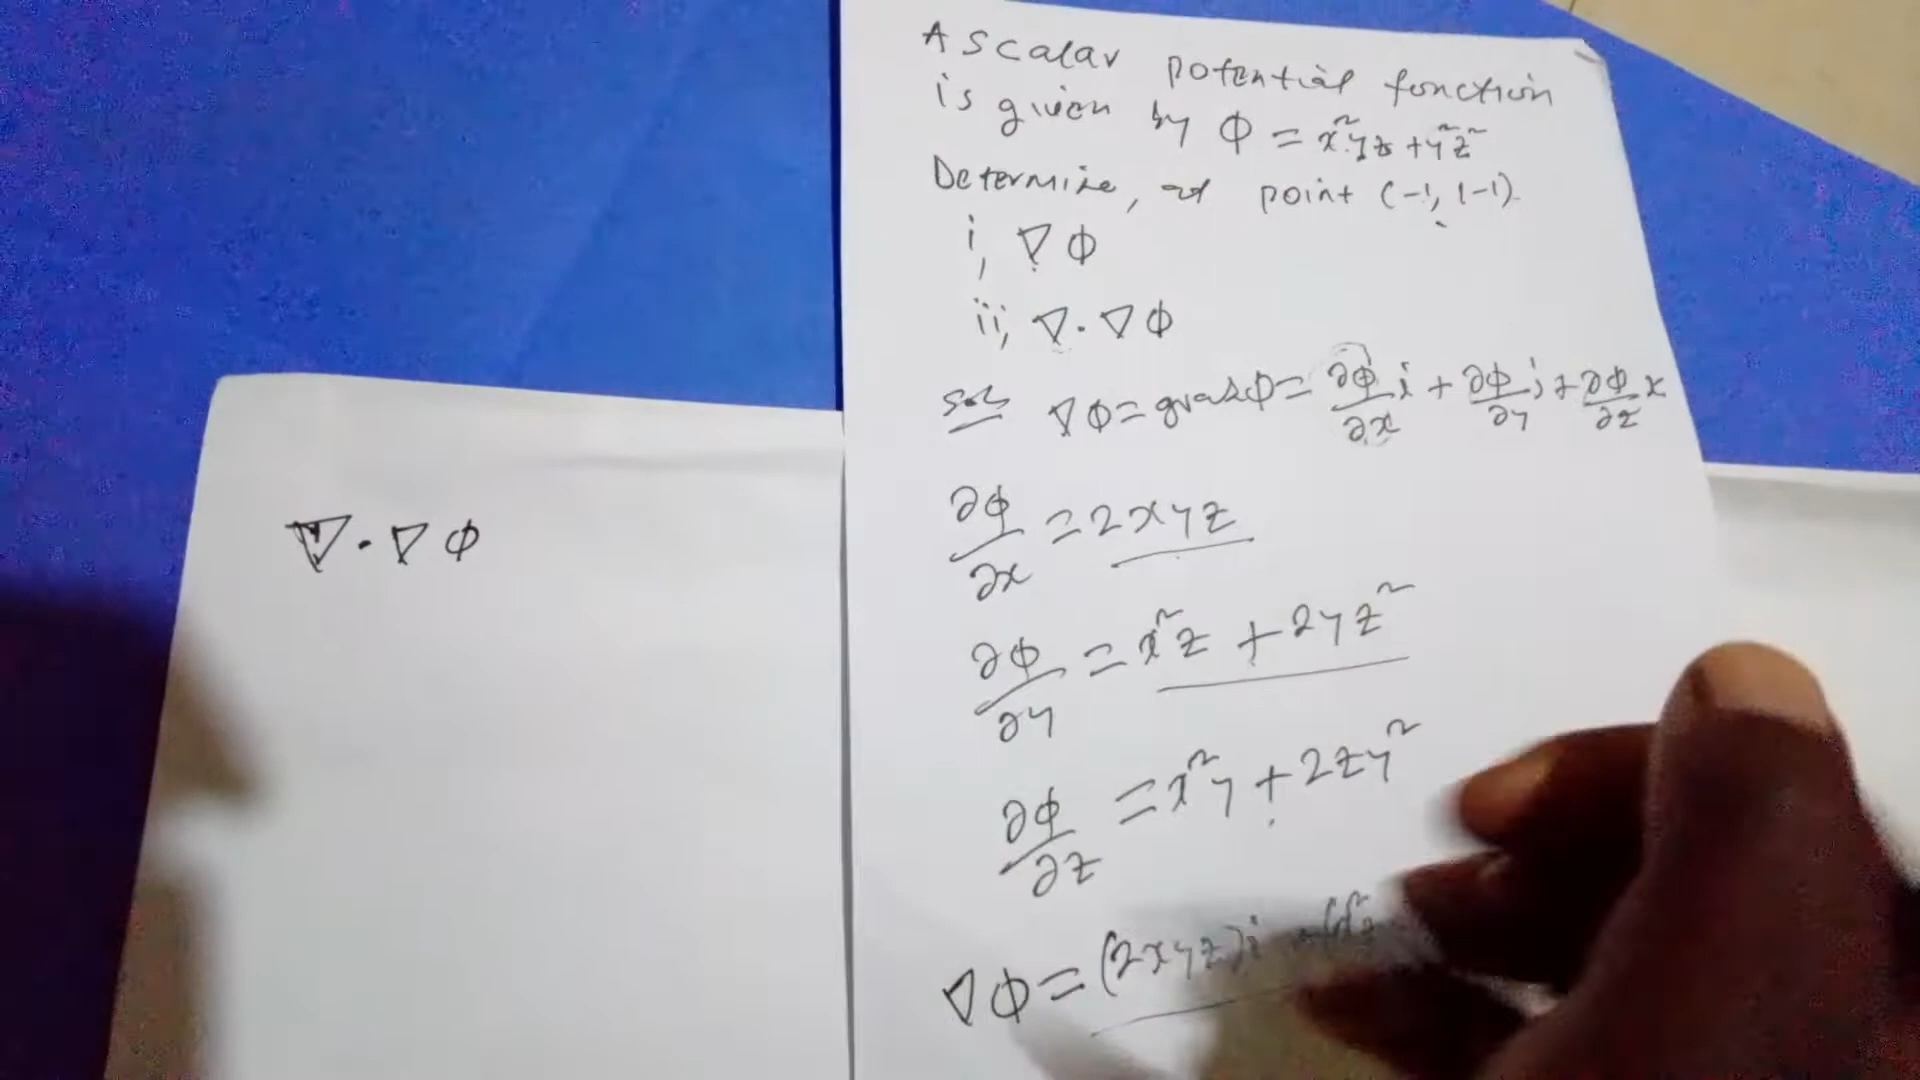 A scalar potential fonction
is given by Φ = x²yz + y²z²
Determine, at point (-1, 1-1).
i, ∇Φ
ii, ∇·∇Φ
Sol ∇Φ = gradΦ = ∂Φ/∂x i + ∂Φ/∂y j + ∂Φ/∂z k
∂Φ/∂x = 2xyz
∂Φ/∂y = x²z + 2yz²
∂Φ/∂z = x²y + 2zy²
∇Φ = (2xyz)i
∇·∇Φ